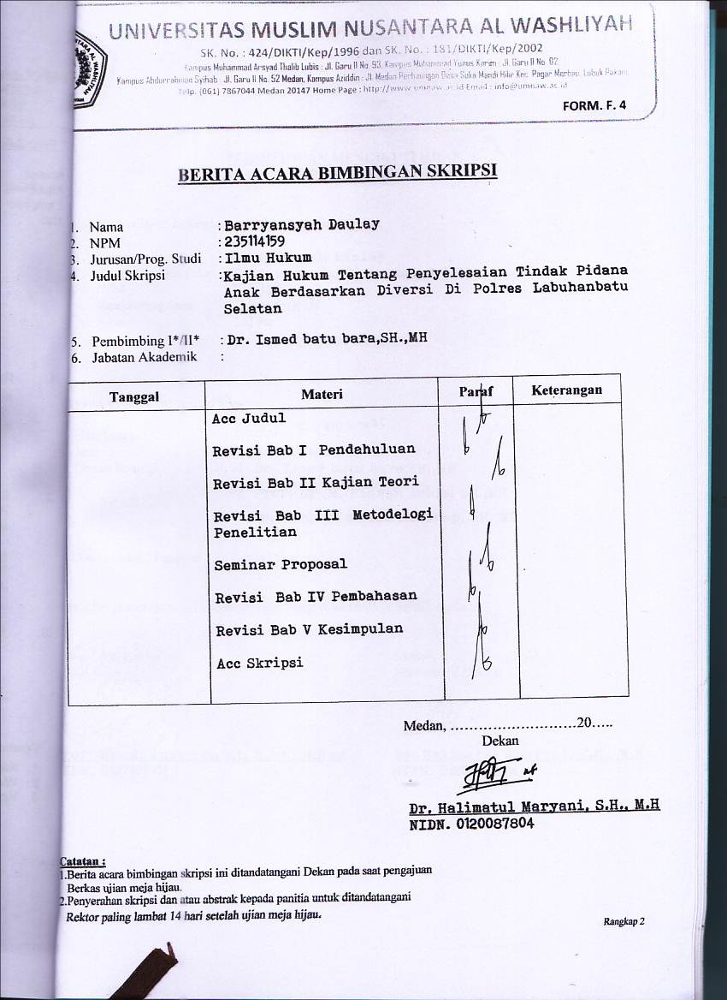 UNIVERSITAS MUSLIM NUSANTARA AL WASHLIYAH
SK. No. : 424/DIKTI/Kep/1996 dan SK. No. : 181/DIKTI/Kep/2002
Kampus Muhammad Arsyad Thalib Lubis : Jl. Garu II No. 93, Kampus Muhammad Yunus Karim : Jl. Garu II No. 02
Kampus Abdurrahman Syihab : Jl. Garu II No. 52 Medan, Kampus Aziddin : Jl. Medan Perbaungan Desa Suka Mandi Hilir Kec. Pagar Merbau, Lubuk Pakam
Telp. (061) 7867044 Medan 20147 Home Page : http://www.umnaw.ac.id Email : info@umnaw.ac.id
FORM. F. 4
BERITA ACARA BIMBINGAN SKRIPSI
1. Nama : Barryansyah Daulay
2. NPM : 235114159
3. Jurusan/Prog. Studi : Ilmu Hukum
4. Judul Skripsi : Kajian Hukum Tentang Penyelesaian Tindak Pidana
Anak Berdasarkan Diversi Di Polres Labuhanbatu
Selatan
5. Pembimbing I*/II* : Dr. Ismed batu bara,SH.,MH
6. Jabatan Akademik :
Tanggal Materi Paraf Keterangan
Acc Judul
Revisi Bab I Pendahuluan
Revisi Bab II Kajian Teori
Revisi Bab III Metodelogi
Penelitian
Seminar Proposal
Revisi Bab IV Pembahasan
Revisi Bab V Kesimpulan
Acc Skripsi
Medan, ...........................20.....
Dekan
Dr. Halimatul Maryani, S.H., M.H
NIDN. 0120087804
Catatan :
1.Berita acara bimbingan skripsi ini ditandatangani Dekan pada saat pengajuan
Berkas ujian meja hijau.
2.Penyerahan skripsi dan atau abstrak kepada panitia untuk ditandatangani
Rektor paling lambat 14 hari setelah ujian meja hijau.
Rangkap 2